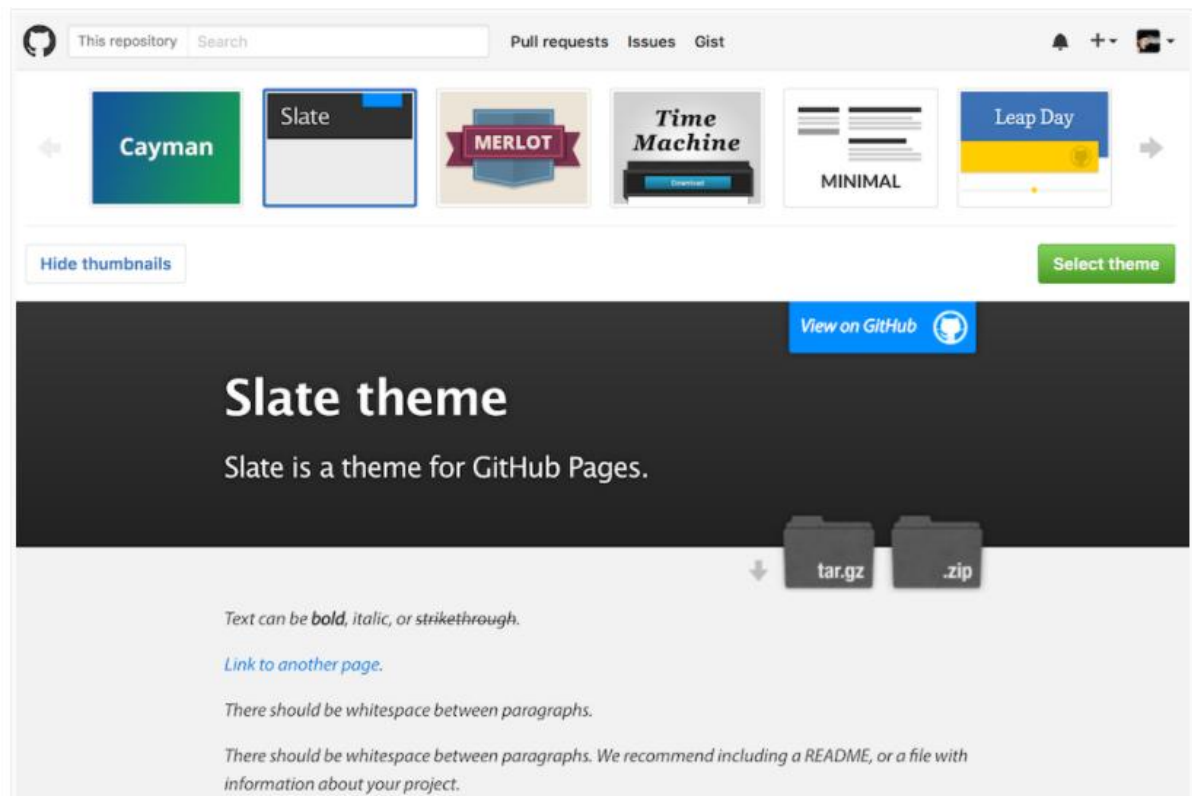 This repository Search Pull requests Issues Gist
Cayman
Slate
MERLOT
Time
Machine
Download
MINIMAL
Leap Day
Hide thumbnails
Select theme
View on GitHub
Slate theme
Slate is a theme for GitHub Pages.
tar.gz
.zip
Text can be bold, italic, or strikethrough.
Link to another page.
There should be whitespace between paragraphs.
There should be whitespace between paragraphs. We recommend including a README, or a file with
information about your project.